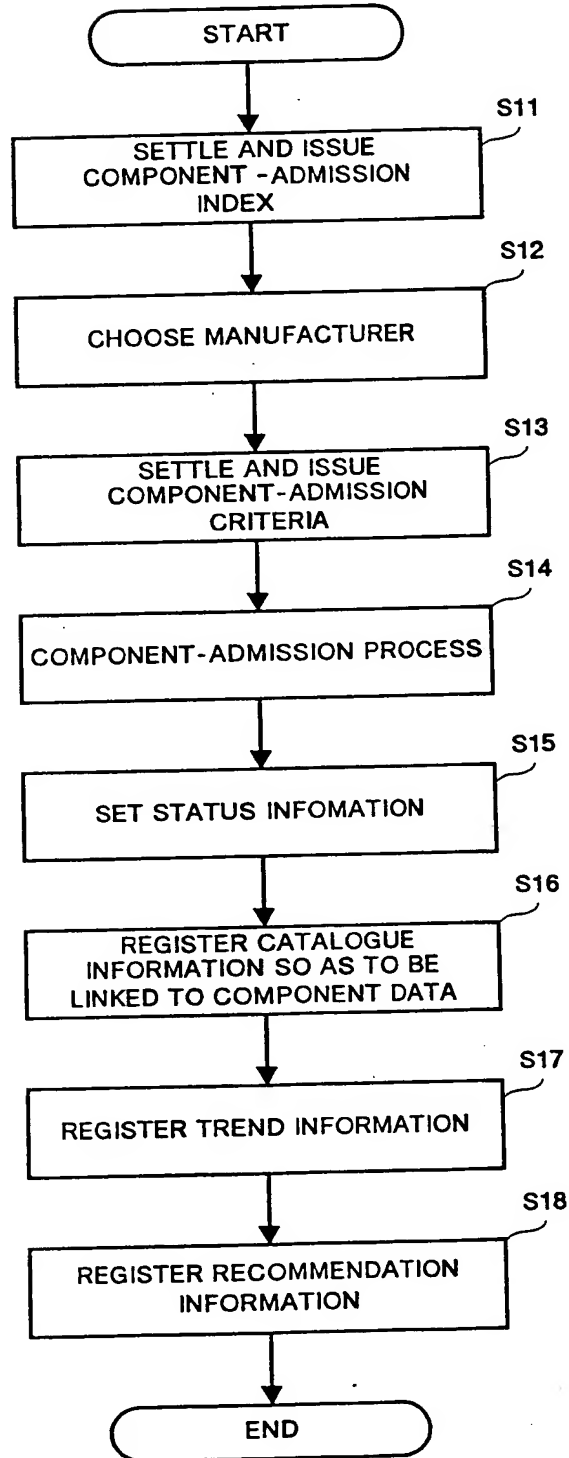 START
S11
SETTLE AND ISSUE
COMPONENT -ADMISSION
INDEX
S12
CHOOSE MANUFACTURER
S13
SETTLE AND ISSUE
COMPONENT-ADMISSION
CRITERIA
S14
COMPONENT-ADMISSION PROCESS
S15
SET STATUS INFOMATION
S16
REGISTER CATALOGUE
INFORMATION SO AS TO BE
LINKED TO COMPONENT DATA
S17
REGISTER TREND INFORMATION
S18
REGISTER RECOMMENDATION
INFORMATION
END